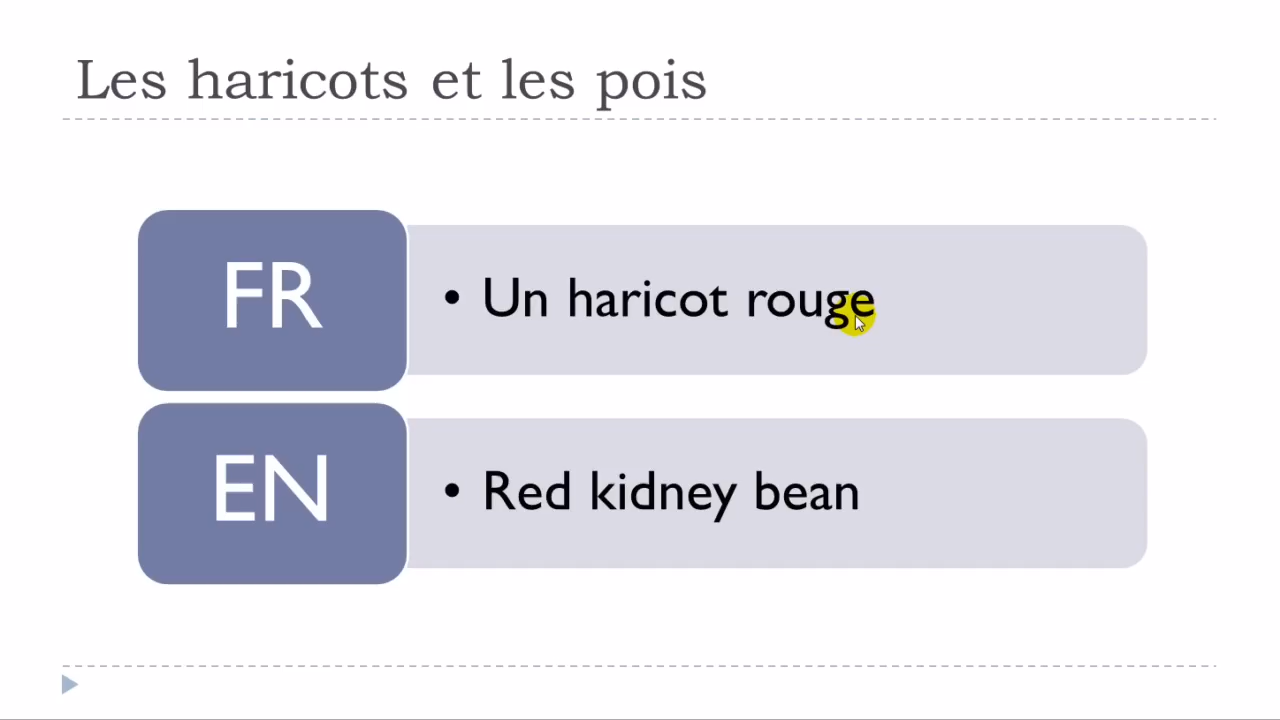 Les haricots et les pois
FR
• Un haricot rouge
EN
• Red kidney bean